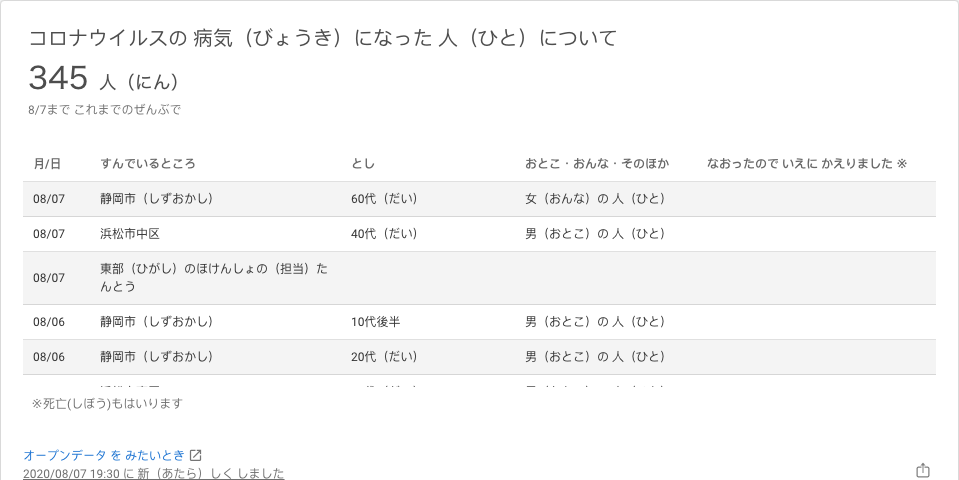 コロナウイルスの 病気（びょうき）になった 人（ひと）について
345 人（にん）
8/7まで これまでのぜんぶで
月/日 すんでいるところ とし おとこ・おんな・そのほか なおったので いえに かえりました ※
08/07 静岡市（しずおかし） 60代（だい） 女（おんな）の 人（ひと）
08/07 浜松市中区 40代（だい） 男（おとこ）の 人（ひと）
08/07 東部（ひがし）のほけんしょの（担当）た
んとう
08/06 静岡市（しずおかし） 10代後半 男（おとこ）の 人（ひと）
08/06 静岡市（しずおかし） 20代（だい） 男（おとこ）の 人（ひと）
※死亡(しぼう)もはいります
オープンデータ を みたいとき
2020/08/07 19:30 に 新（あたら）しく しました